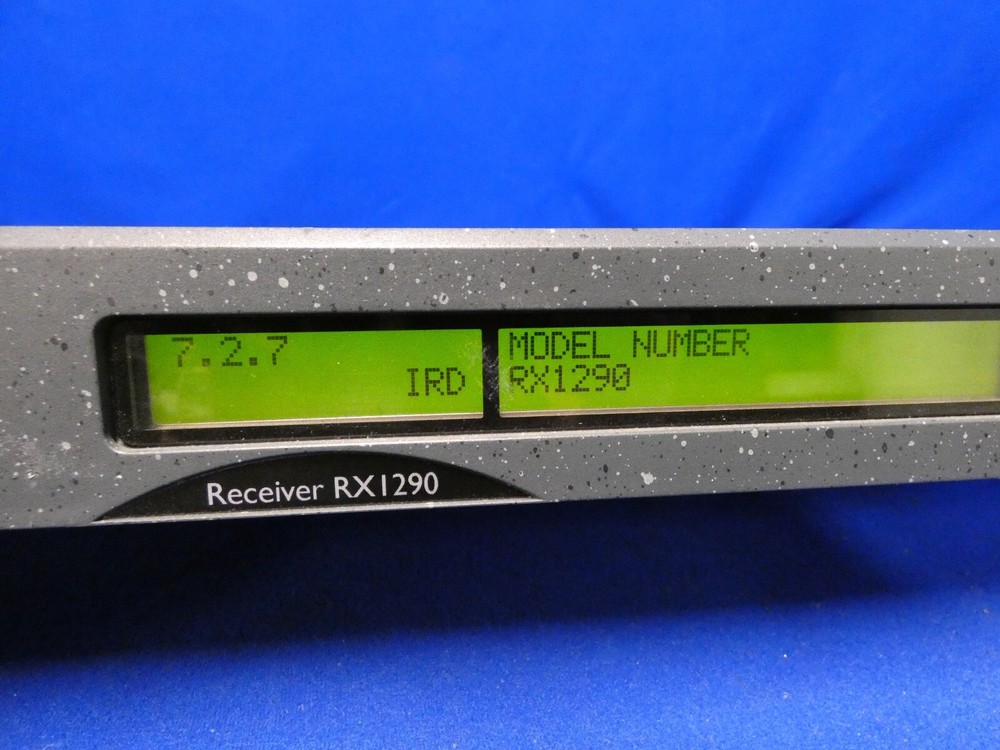 7.2.7
IRD
MODEL NUMBER
RX1290
Receiver RX1290